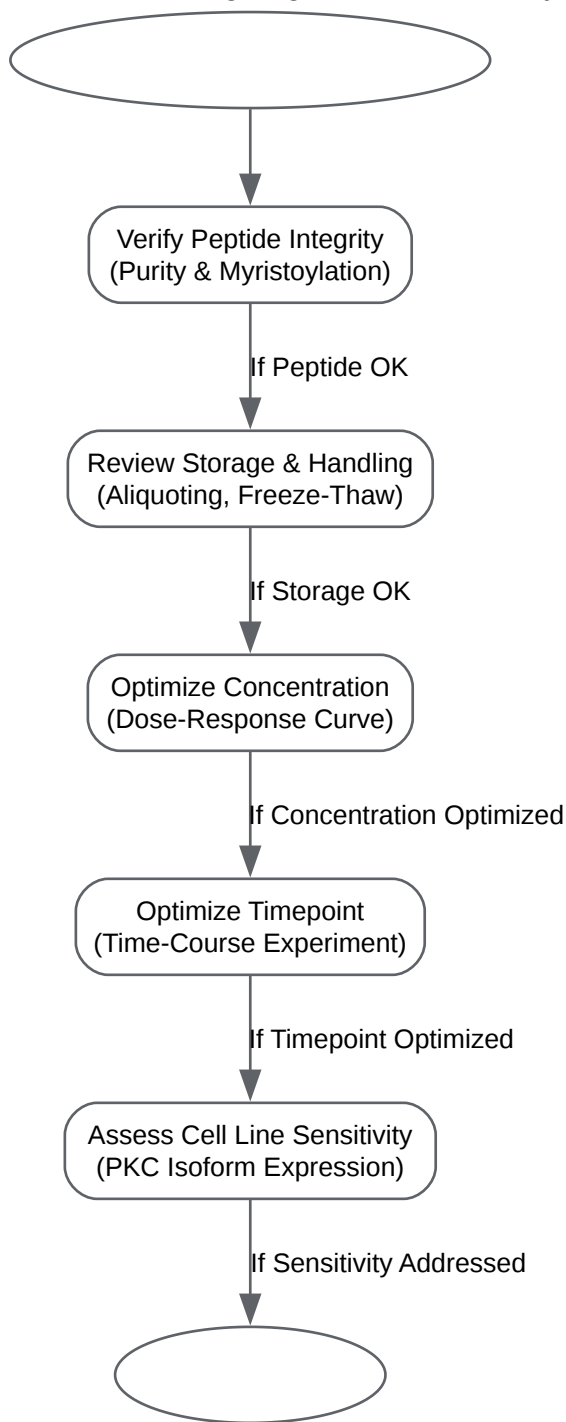 Verify Peptide Integrity
(Purity & Myristoylation)
If Peptide OK
Review Storage & Handling
(Aliquoting, Freeze-Thaw)
If Storage OK
Optimize Concentration
(Dose-Response Curve)
If Concentration Optimized
Optimize Timepoint
(Time-Course Experiment)
If Timepoint Optimized
Assess Cell Line Sensitivity
(PKC Isoform Expression)
If Sensitivity Addressed